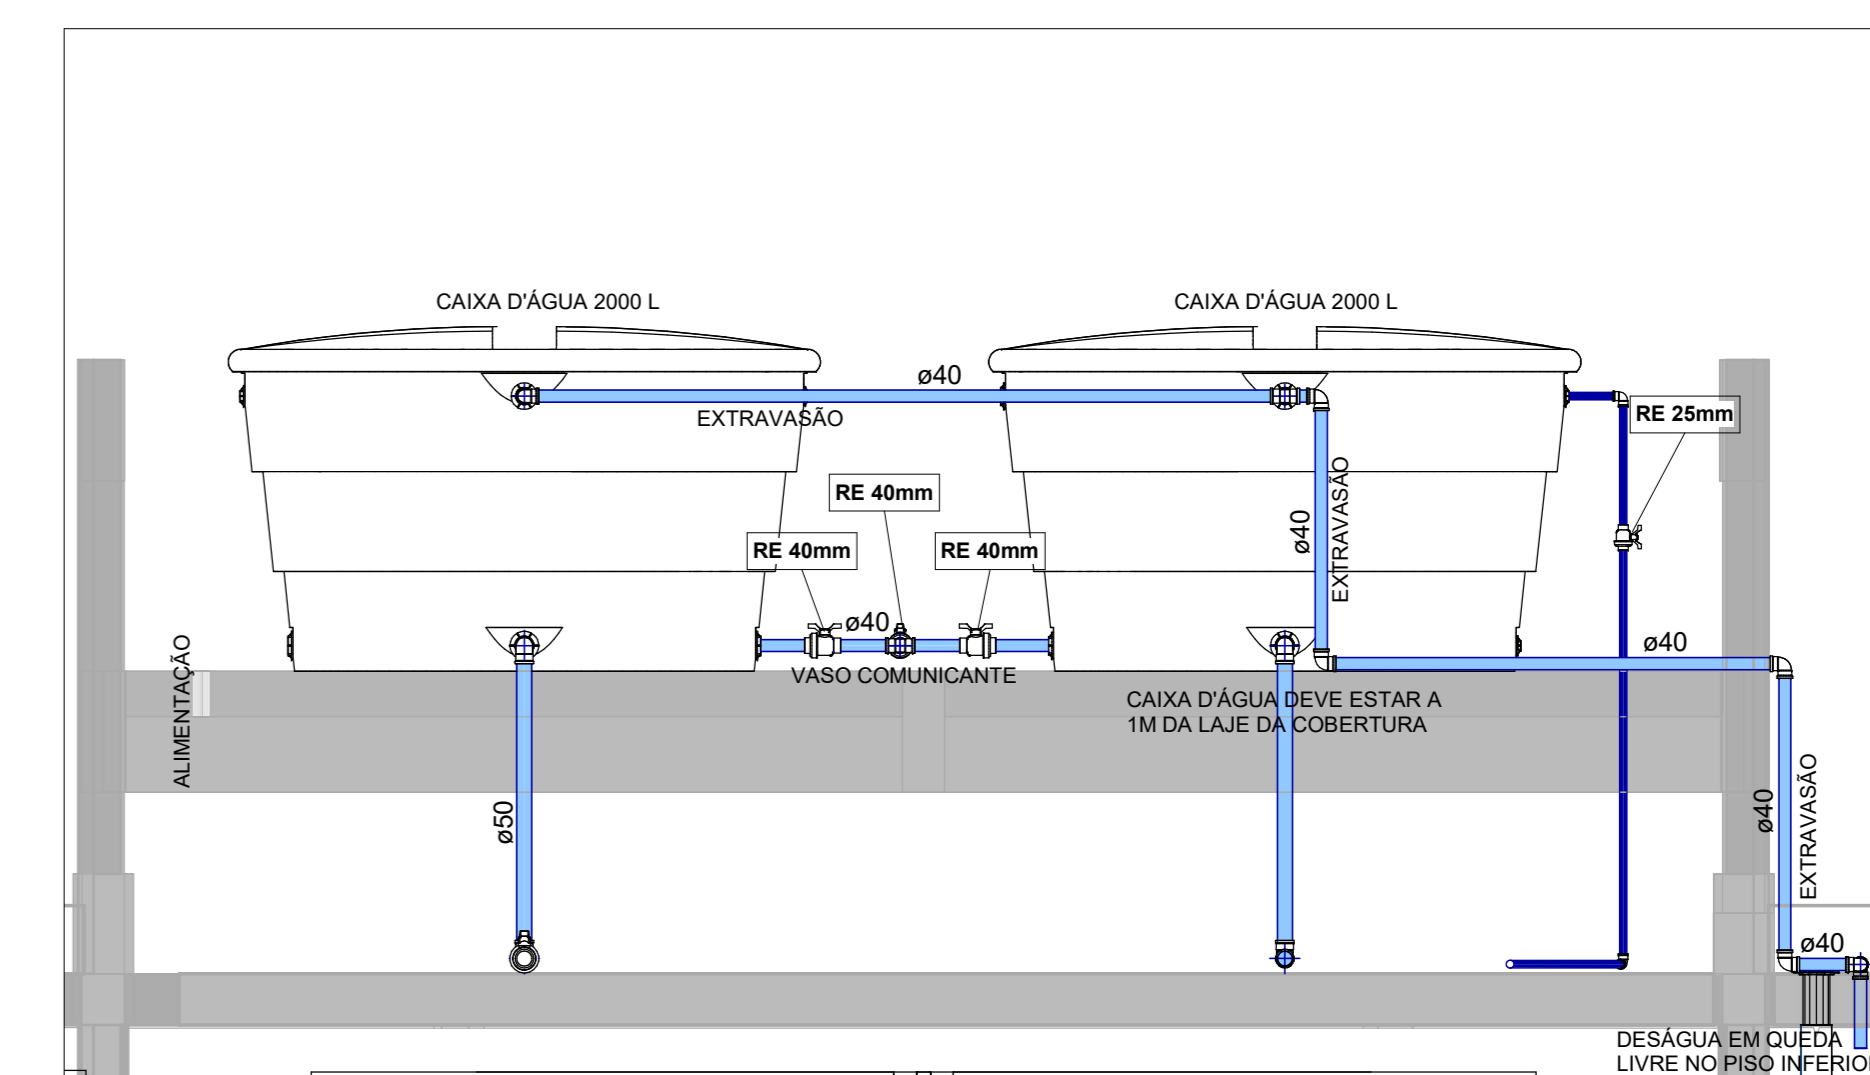 CAIXA D'ÁGUA 2000 L
CAIXA D'ÁGUA 2000 L
ø40
EXTRAVASÃO
RE 25mm
RE 40mm
RE 40mm
RE 40mm
ø40
EXTRAVASÃO
ø40
ø40
VASO COMUNICANTE
ALIMENTAÇÃO
CAIXA D'ÁGUA DEVE ESTAR A
1M DA LAJE DA COBERTURA
ø50
ø40
EXTRAVASÃO
ø40
DESÁGUA EM QUEDA
LIVRE NO PISO